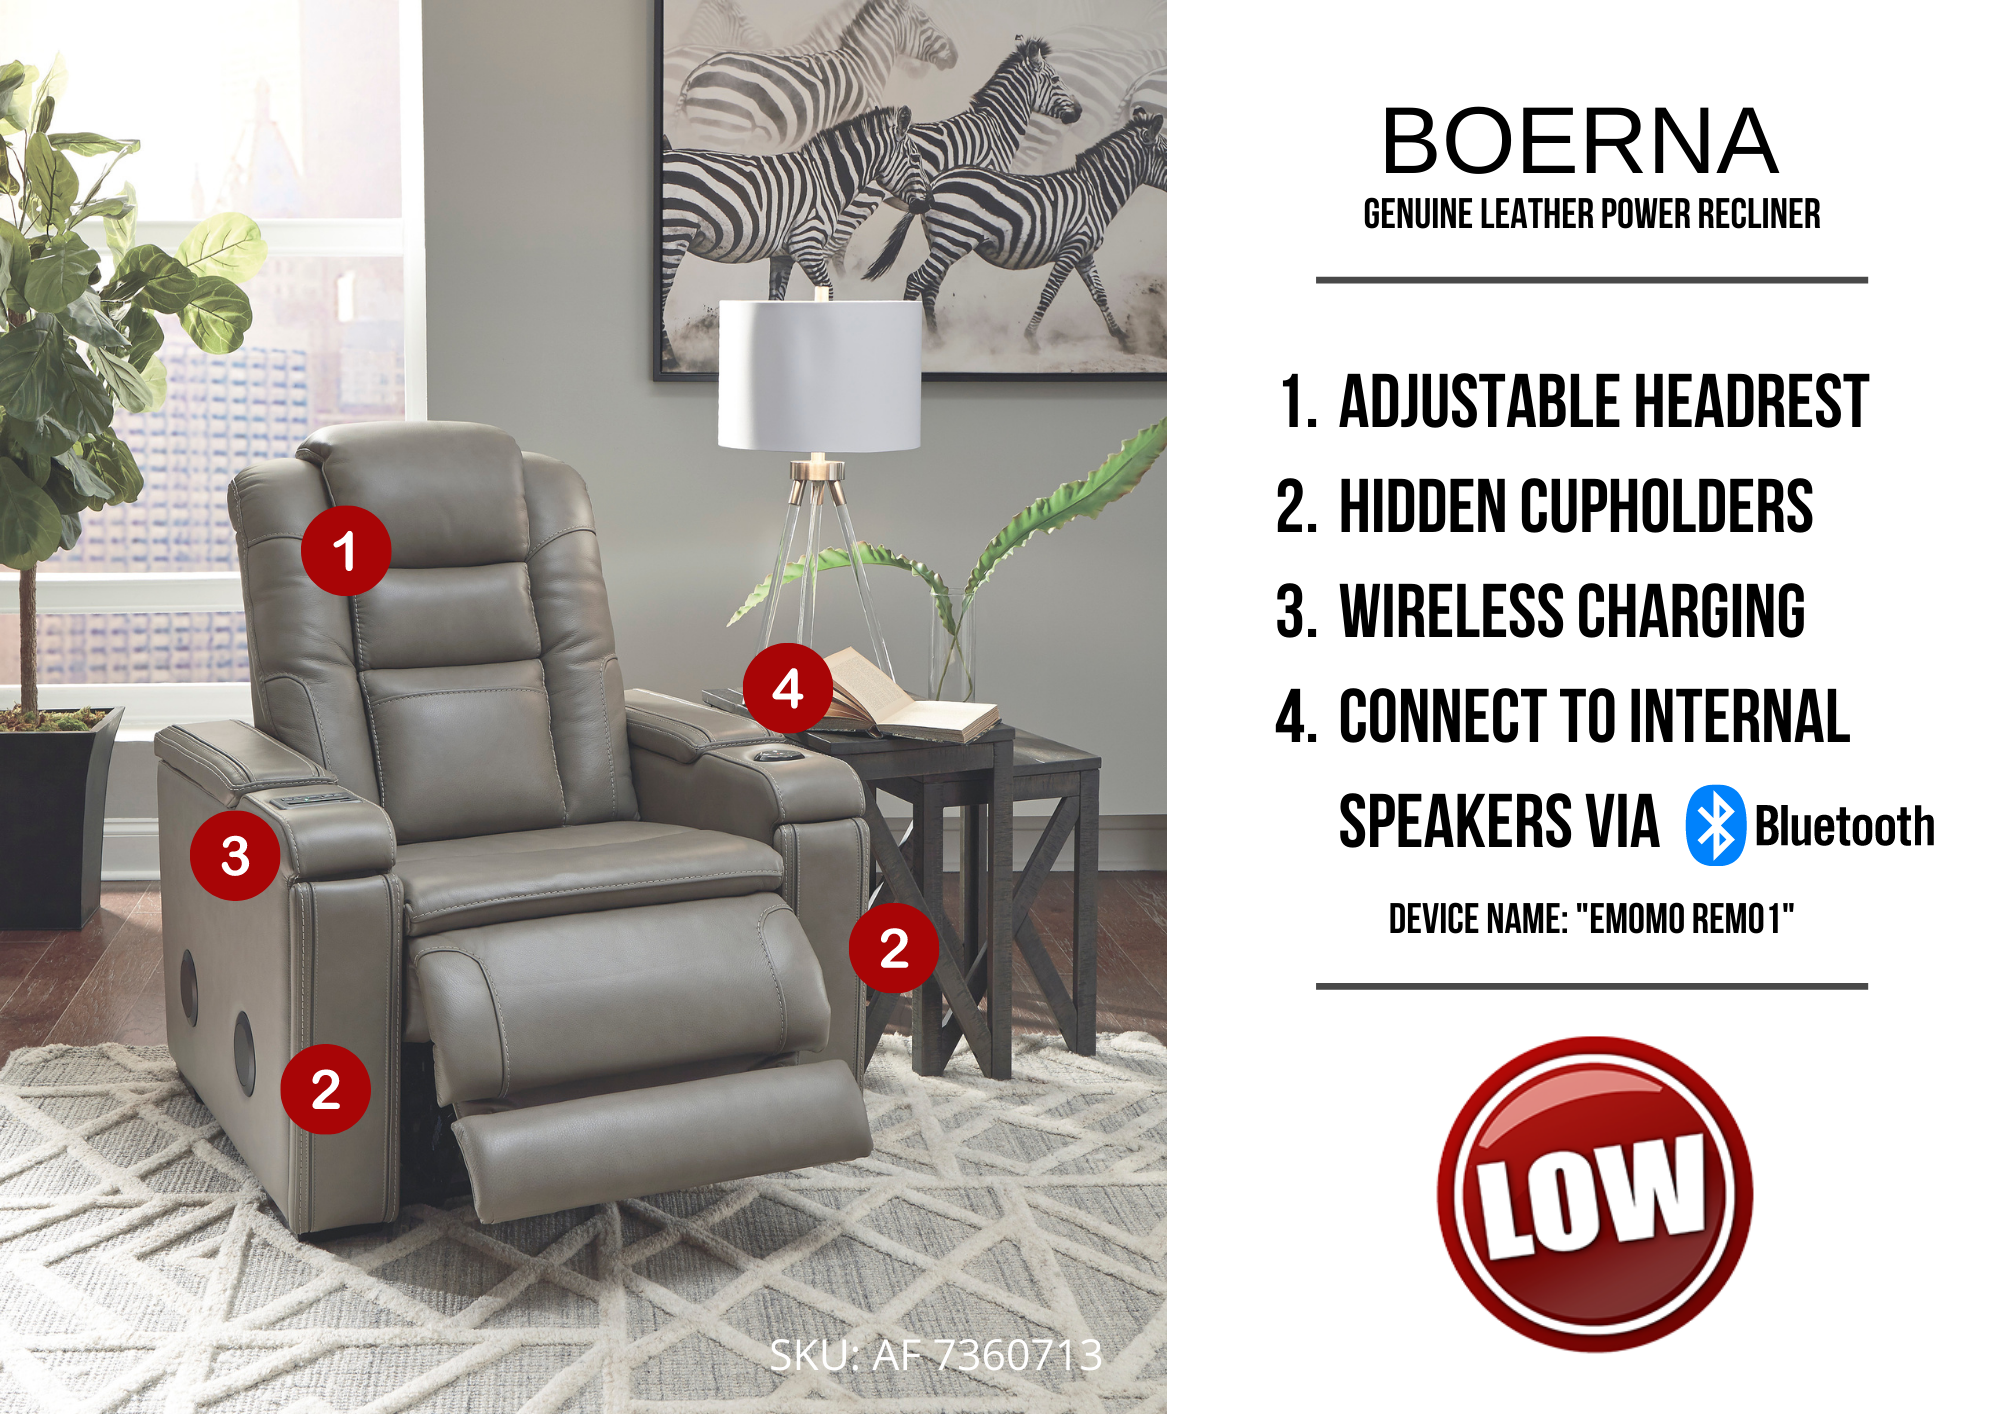 BOERNA
GENUINE LEATHER POWER RECLINER
1. ADJUSTABLE HEADREST
2. HIDDEN CUPHOLDERS
3. WIRELESS CHARGING
4. CONNECT TO INTERNAL
SPEAKERS VIA Bluetooth
DEVICE NAME: "EMOMO REM01"
LOW
1
4
3
2
2
SKU: AF 7360713